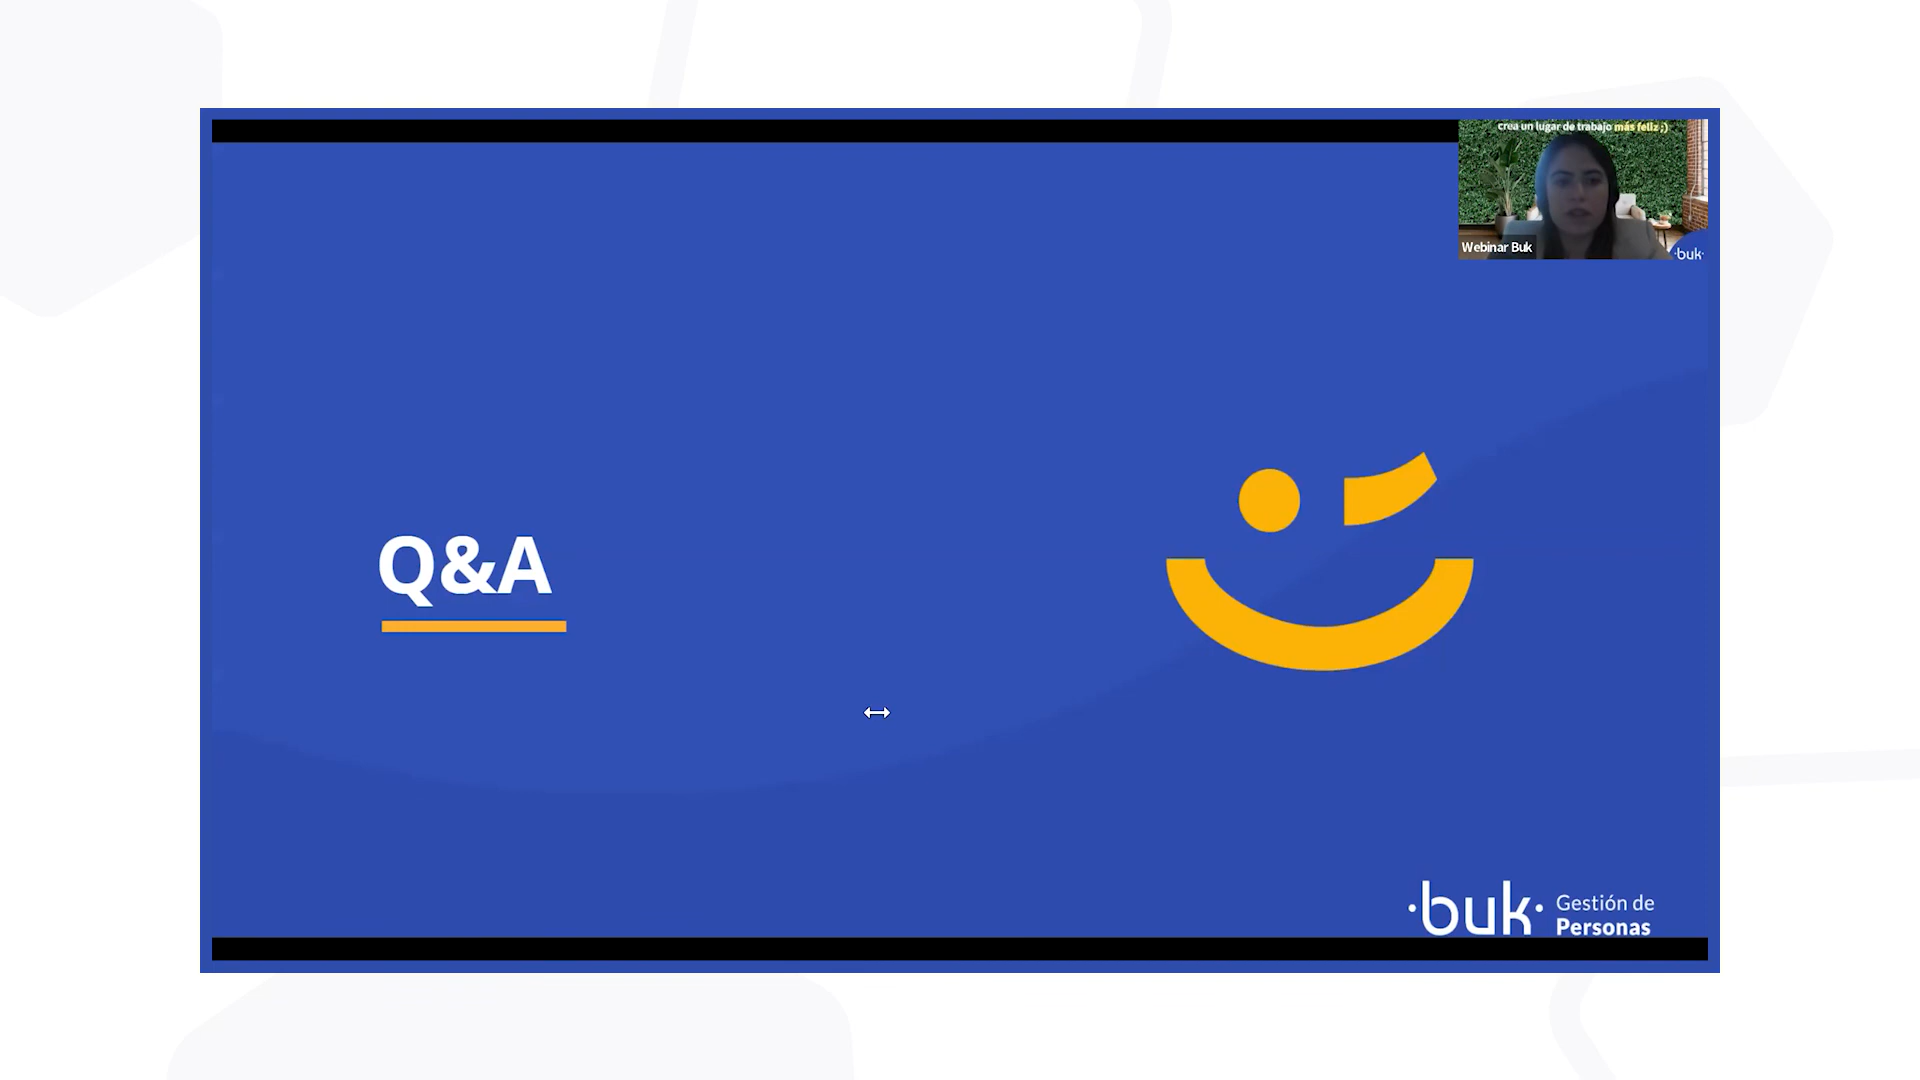 crea un lugar de trabajo más feliz ;)
Webinar Buk
·buk·
Q&A
·buk· Gestión de
Personas